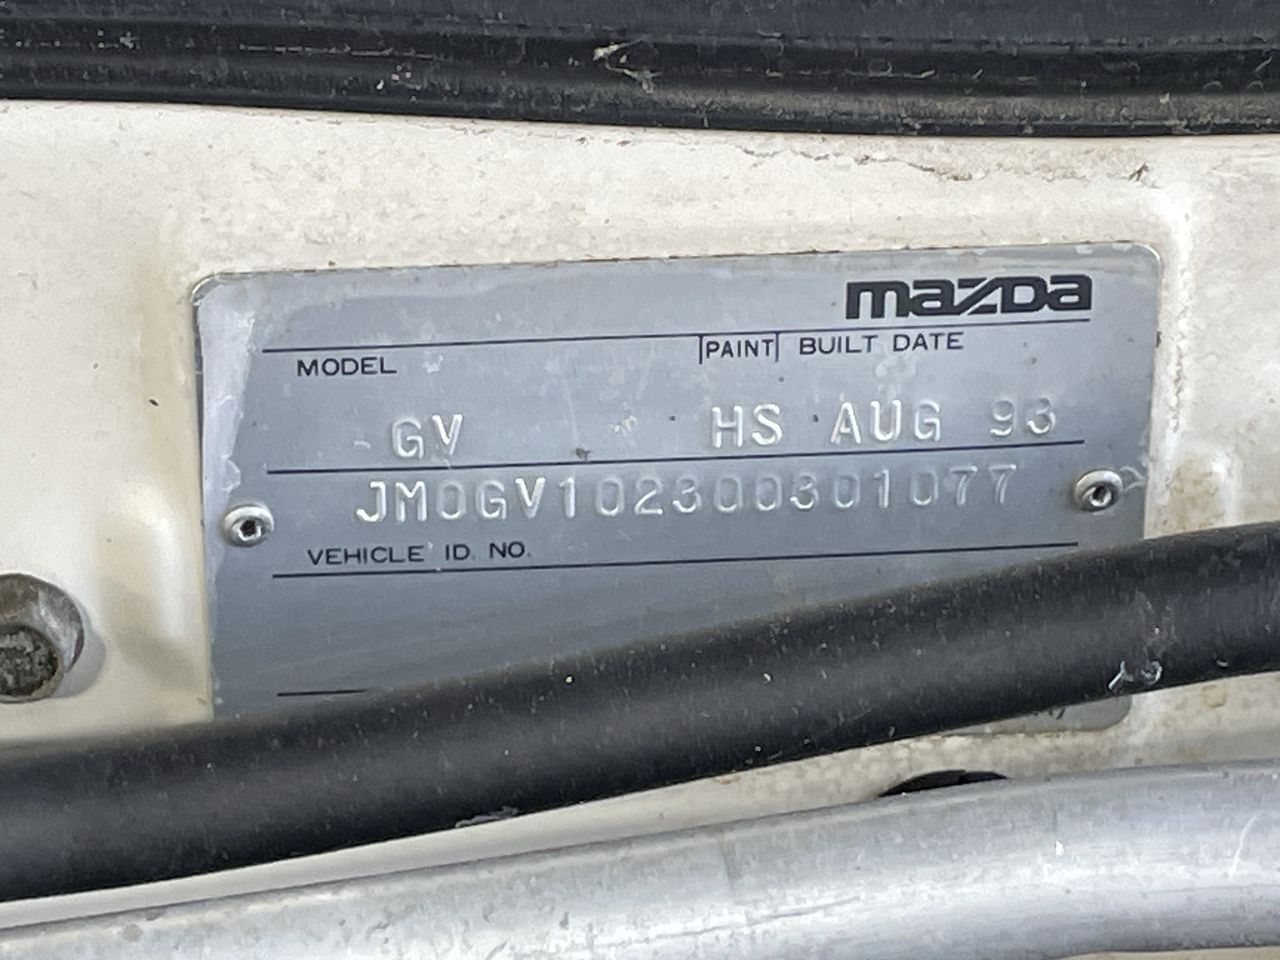 mazda
MODEL PAINT BUILT DATE
GV HS AUG 93
JM0GV102300301077
VEHICLE ID. NO.